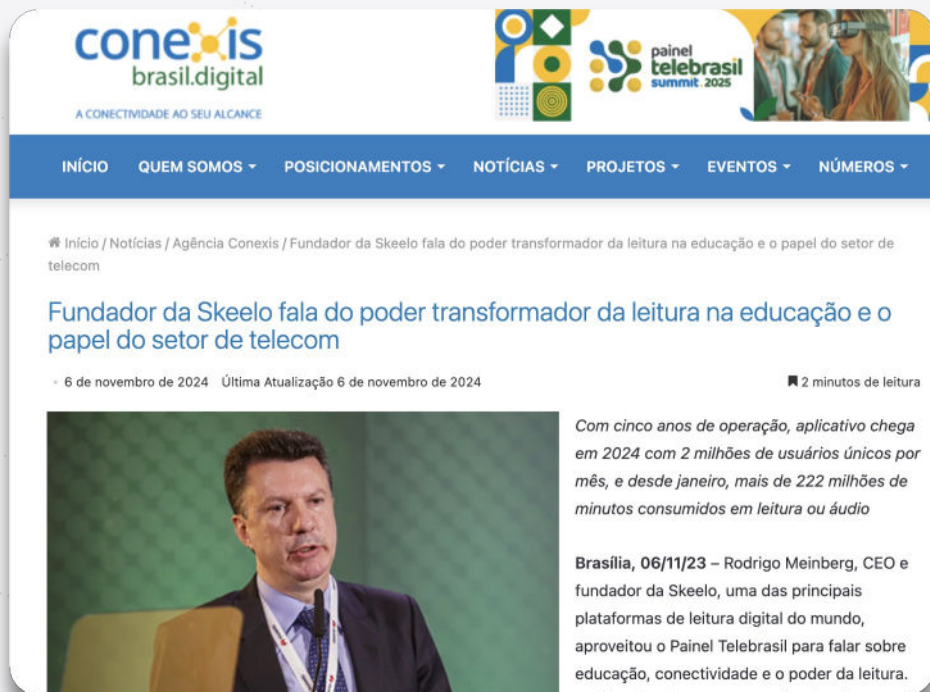 conexis
brasil.digital
A CONECTIVIDADE AO SEU ALCANCE
painel
telebrasil
summit 2025
INÍCIO QUEM SOMOS POSICIONAMENTOS NOTÍCIAS PROJETOS EVENTOS NÚMEROS
Início / Notícias / Agência Conexis / Fundador da Skeelo fala do poder transformador da leitura na educação e o papel do setor de
telecom
Fundador da Skeelo fala do poder transformador da leitura na educação e o
papel do setor de telecom
6 de novembro de 2024 Última Atualização 6 de novembro de 2024 2 minutos de leitura
Com cinco anos de operação, aplicativo chega
em 2024 com 2 milhões de usuários únicos por
mês, e desde janeiro, mais de 222 milhões de
minutos consumidos em leitura ou áudio
Brasília, 06/11/23 – Rodrigo Meinberg, CEO e
fundador da Skeelo, uma das principais
plataformas de leitura digital do mundo,
aproveitou o Painel Telebrasil para falar sobre
educação, conectividade e o poder da leitura.